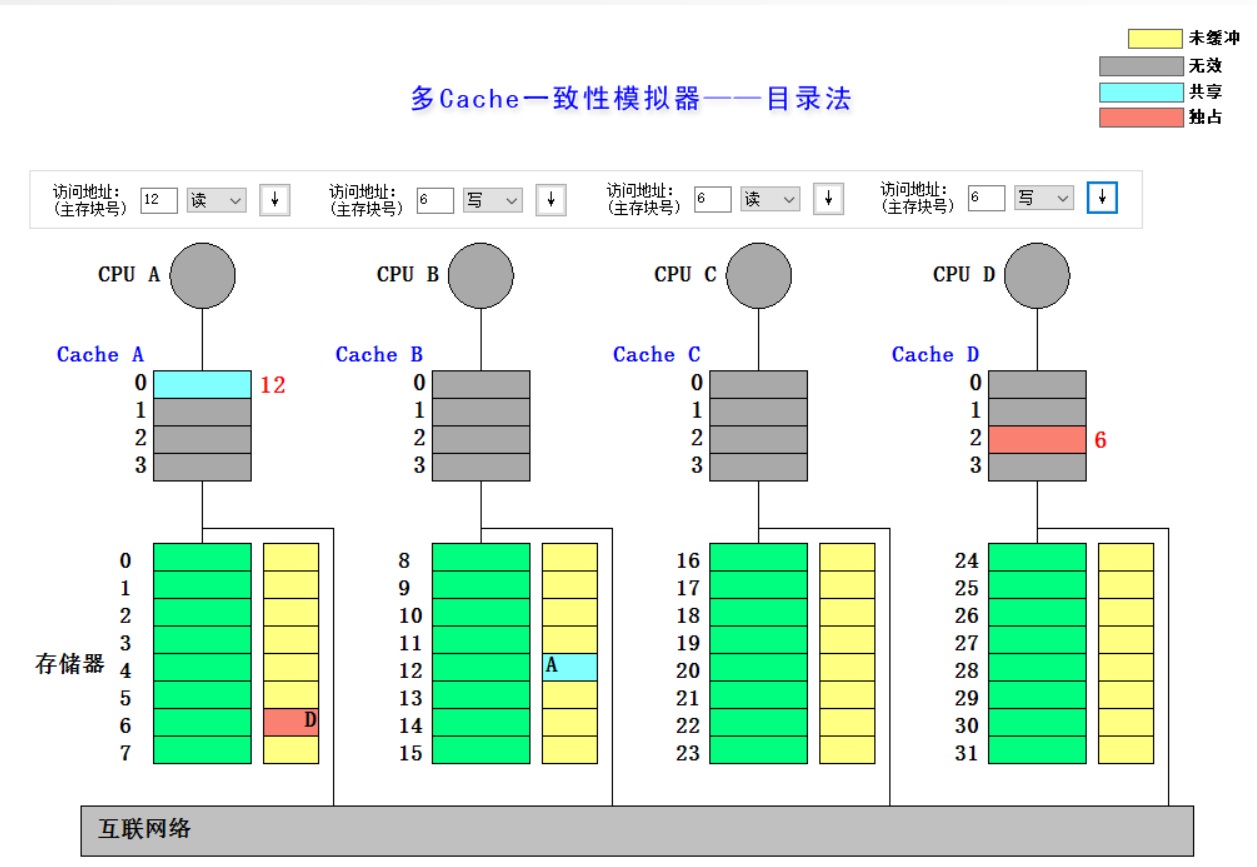 未缓冲
无效
共享
独占
多Cache一致性模拟器——目录法
访问地址：
（主存块号）
12
读
↓
访问地址：
（主存块号）
6
写
↓
访问地址：
（主存块号）
6
读
↓
访问地址：
（主存块号）
6
写
↓
CPU A
CPU B
CPU C
CPU D
Cache A
Cache B
Cache C
Cache D
0
12
1
2
3
0
1
2
3
0
1
2
3
0
1
2
6
3
存储器
0
1
2
3
4
5
6
D
7
8
9
10
11
12
A
13
14
15
16
17
18
19
20
21
22
23
24
25
26
27
28
29
30
31
互联网络